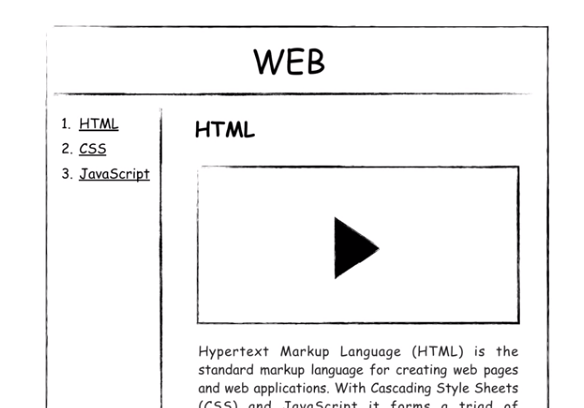 WEB
1. HTML
2. CSS
3. JavaScript
HTML
Hypertext Markup Language (HTML) is the
standard markup language for creating web pages
and web applications. With Cascading Style Sheets
(CSS) and JavaScript it forms a triad of